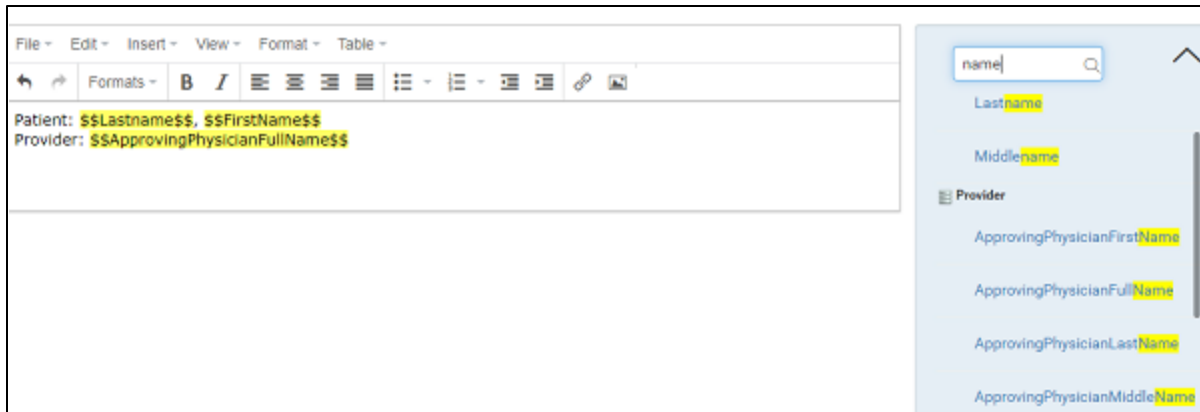 File Edit Insert View Format Table
Formats B I
Patient: $$Lastname$$, $$FirstName$$
Provider: $$ApprovingPhysicianFullName$$
name
Lastname
Middlename
Provider
ApprovingPhysicianFirstName
ApprovingPhysicianFullName
ApprovingPhysicianLastName
ApprovingPhysicianMiddleName